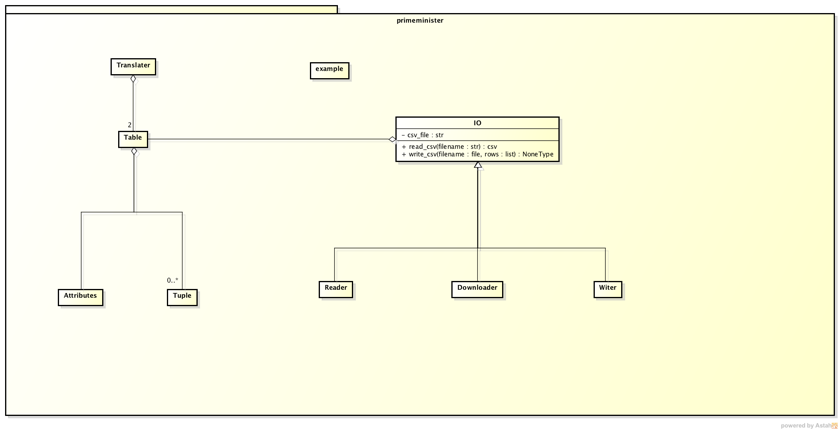 primeminister
Translater
example
2
Table
IO
- csv_file : str
+ read_csv(filename : str) : csv
+ write_csv(filename : file, rows : list) : NoneType
0..*
Attributes
Tuple
Reader
Downloader
Witer
powered by Astah